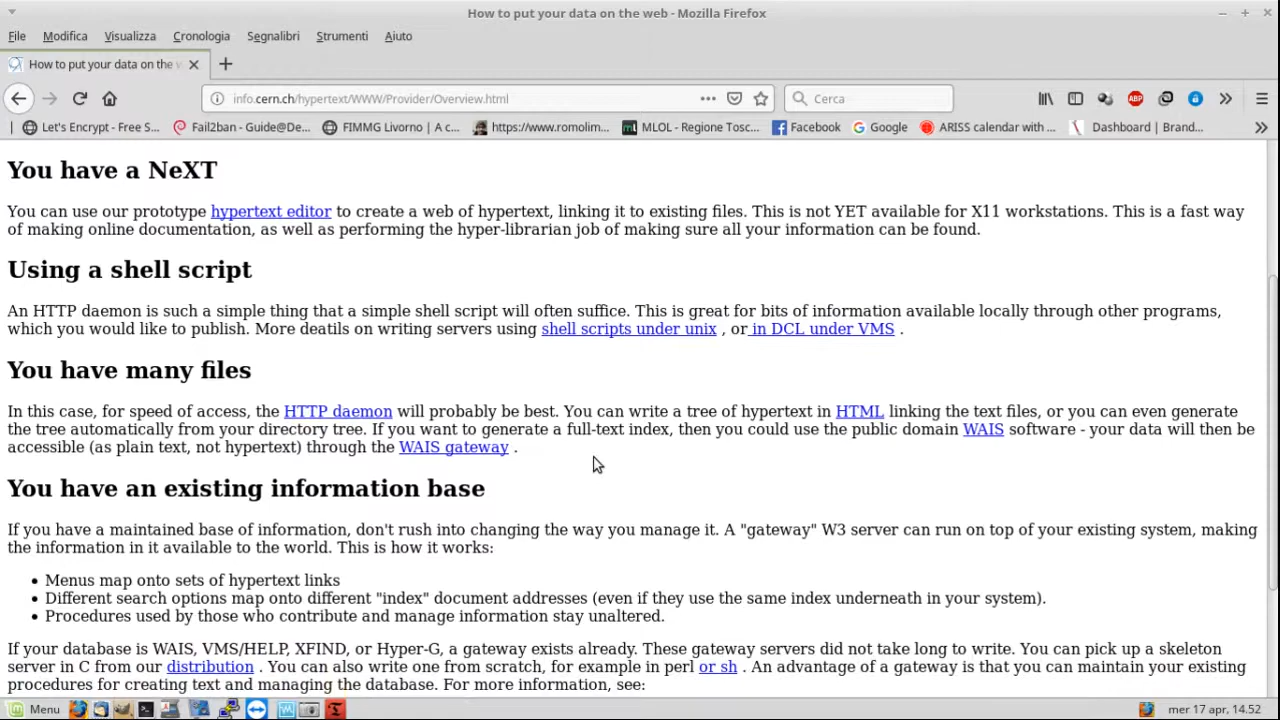 How to put your data on the web - Mozilla Firefox
File Modifica Visualizza Cronologia Segnalibri Strumenti Aiuto
How to put your data on the
info.cern.ch/hypertext/WWW/Provider/Overview.html
Cerca
ABP
Let's Encrypt - Free S... Fail2ban - Guide@De... FIMMG Livorno | A c... https://www.romolim... MLOL - Regione Tosc... Facebook Google ARISS calendar with ... Dashboard | Brand...
You have a NeXT
You can use our prototype hypertext editor to create a web of hypertext, linking it to existing files. This is not YET available for X11 workstations. This is a fast way
of making online documentation, as well as performing the hyper-librarian job of making sure all your information can be found.
Using a shell script
An HTTP daemon is such a simple thing that a simple shell script will often suffice. This is great for bits of information available locally through other programs,
which you would like to publish. More deatils on writing servers using shell scripts under unix , or in DCL under VMS .
You have many files
In this case, for speed of access, the HTTP daemon will probably be best. You can write a tree of hypertext in HTML linking the text files, or you can even generate
the tree automatically from your directory tree. If you want to generate a full-text index, then you could use the public domain WAIS software - your data will then be
accessible (as plain text, not hypertext) through the WAIS gateway .
You have an existing information base
If you have a maintained base of information, don't rush into changing the way you manage it. A "gateway" W3 server can run on top of your existing system, making
the information in it available to the world. This is how it works:
• Menus map onto sets of hypertext links
• Different search options map onto different "index" document addresses (even if they use the same index underneath in your system).
• Procedures used by those who contribute and manage information stay unaltered.
If your database is WAIS, VMS/HELP, XFIND, or Hyper-G, a gateway exists already. These gateway servers did not take long to write. You can pick up a skeleton
server in C from our distribution . You can also write one from scratch, for example in perl or sh . An advantage of a gateway is that you can maintain your existing
procedures for creating text and managing the database. For more information, see:
Menu
mer 17 apr, 14.52